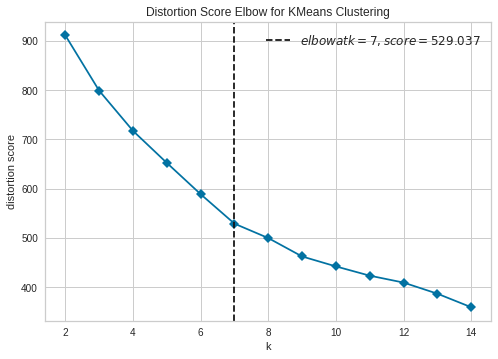 Distortion Score Elbow for KMeans Clustering
elbowatk = 7, score = 529.037
distortion score
900
800
700
600
500
400
2 4 6 8 10 12 14
k